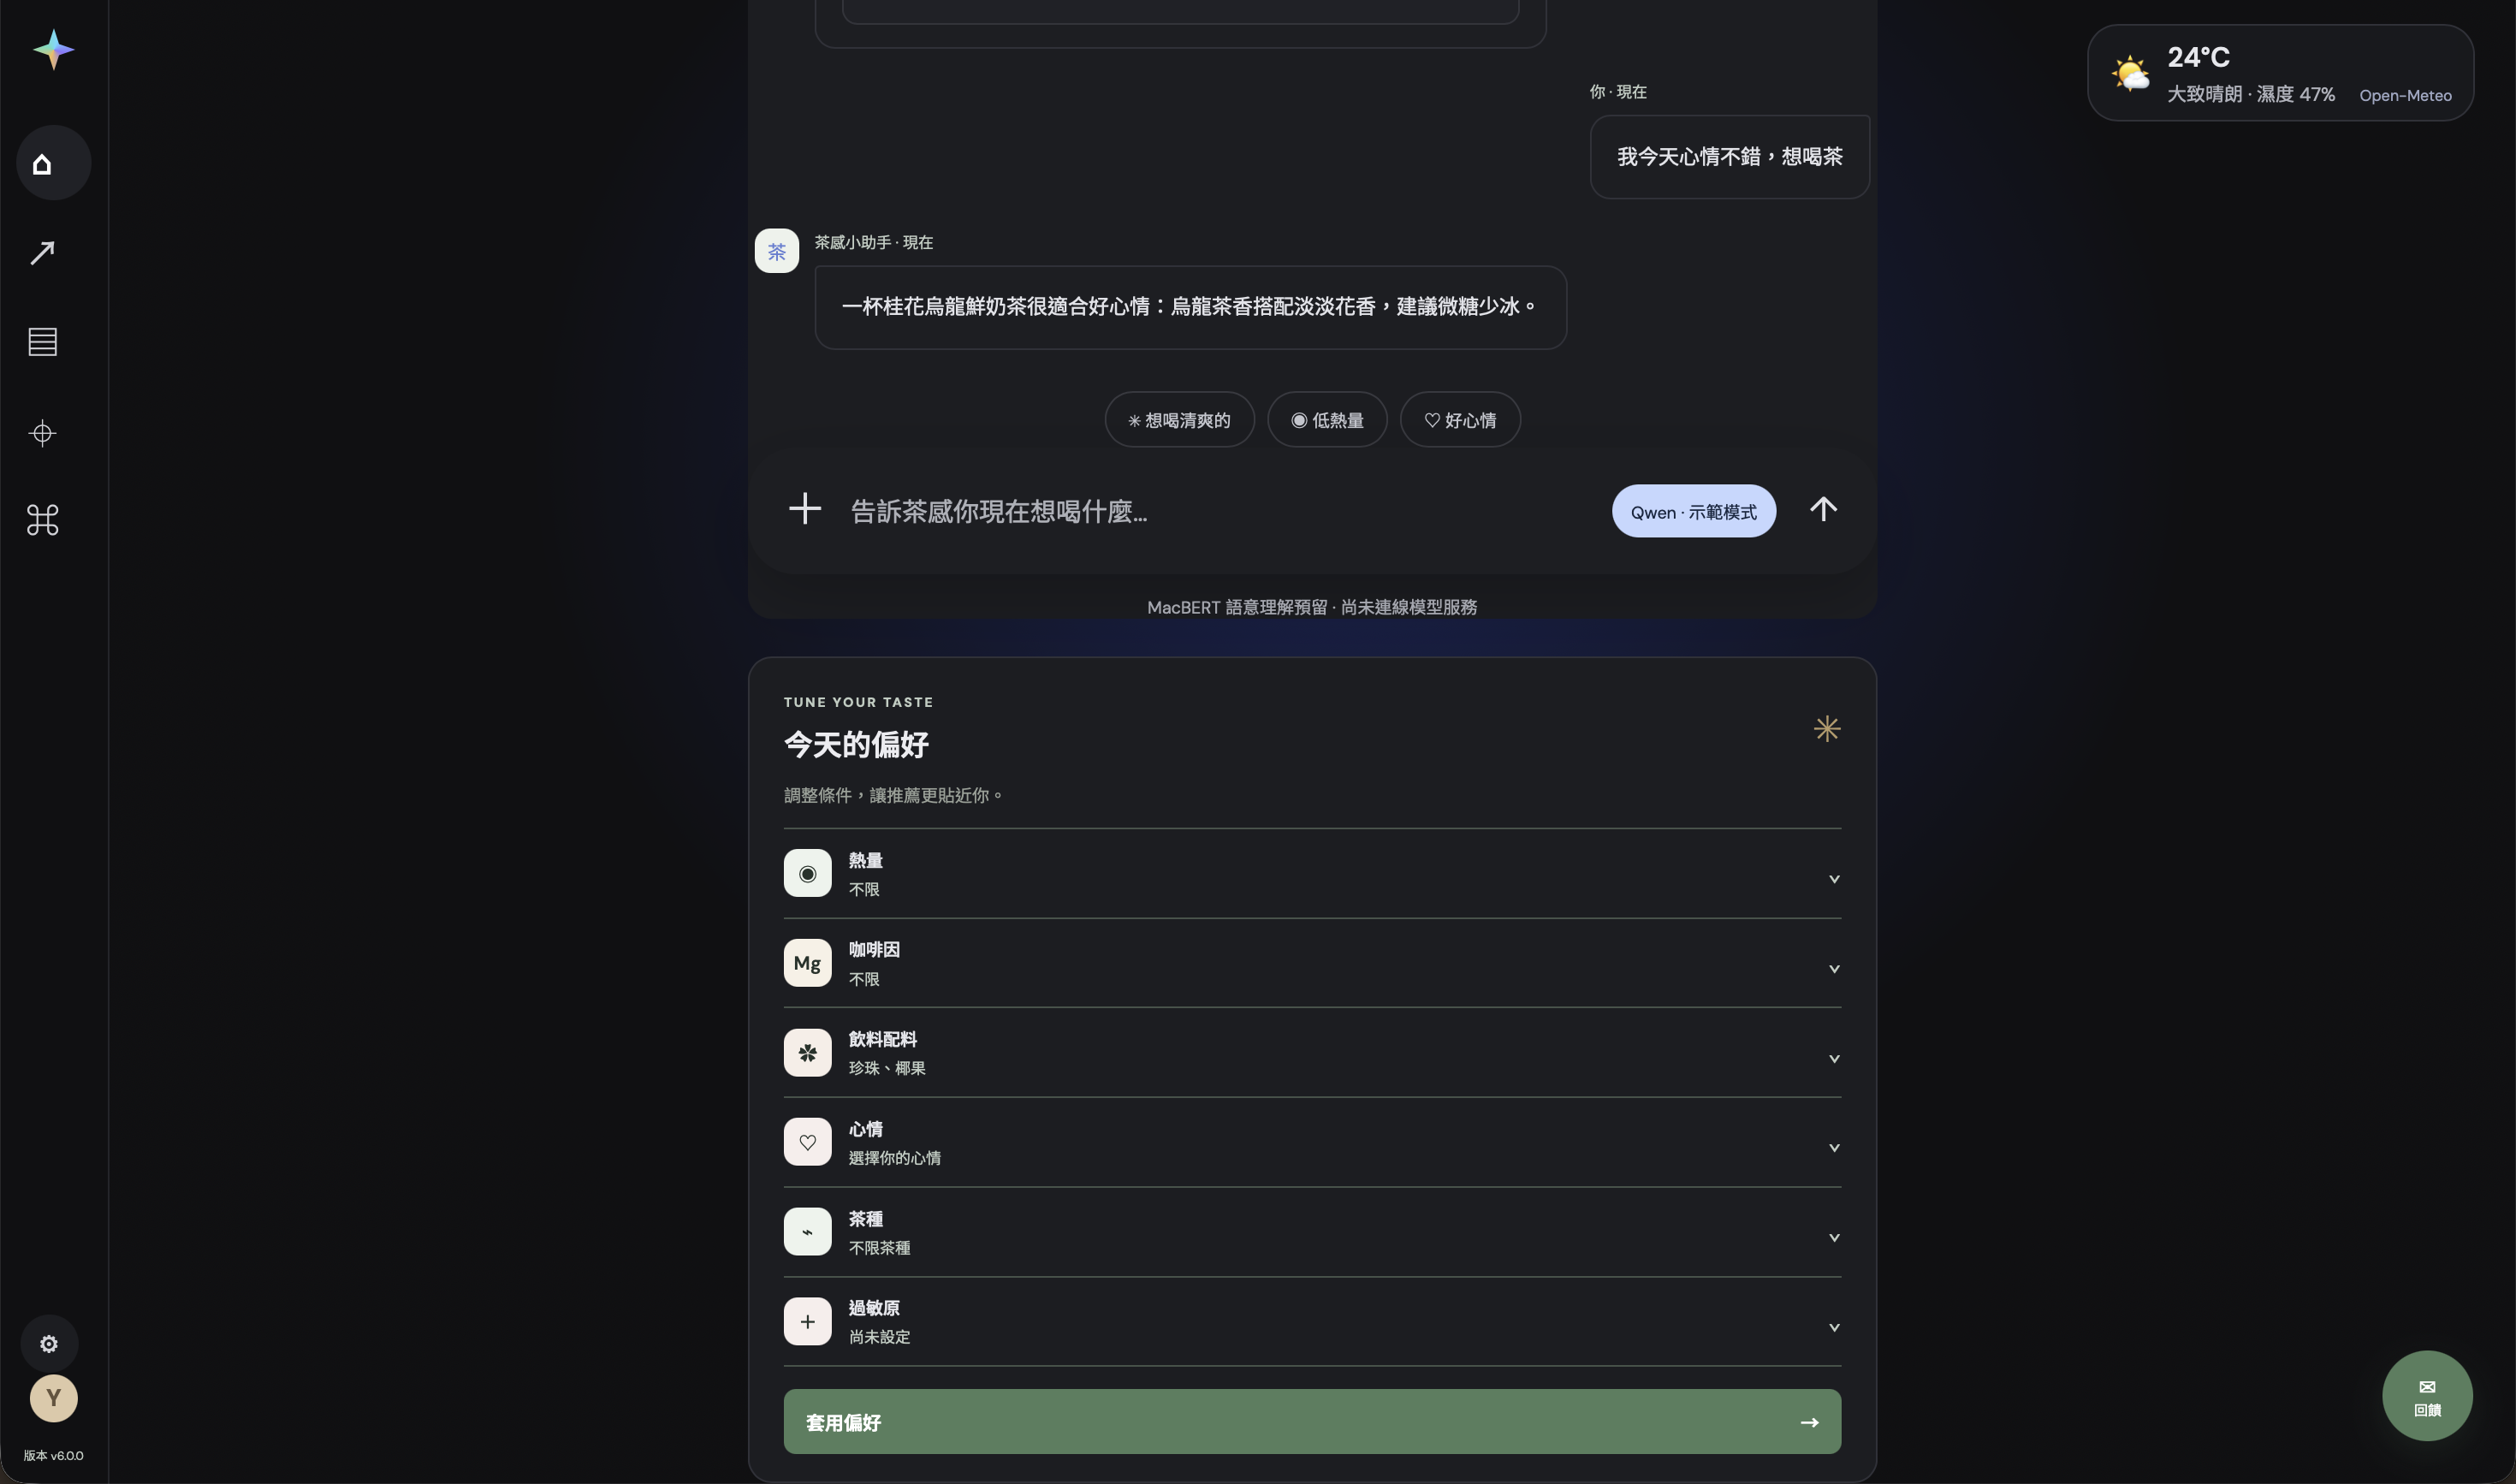 24°C
大致晴朗 · 濕度 47% Open-Meteo
你 · 現在
我今天心情不錯，想喝茶
茶
茶感小助手 · 現在
一杯桂花烏龍鮮奶茶很適合好心情：烏龍茶香搭配淡淡花香，建議微糖少冰。
✳ 想喝清爽的
◉ 低熱量
♡ 好心情
告訴茶感你現在想喝什麼…
Qwen · 示範模式
MacBERT 語意理解預留 · 尚未連線模型服務
TUNE YOUR TASTE
今天的偏好
調整條件，讓推薦更貼近你。
熱量
不限
Mg
咖啡因
不限
飲料配料
珍珠、椰果
心情
選擇你的心情
茶種
不限茶種
過敏原
尚未設定
套用偏好 →
Y
版本 v6.0.0
回饋